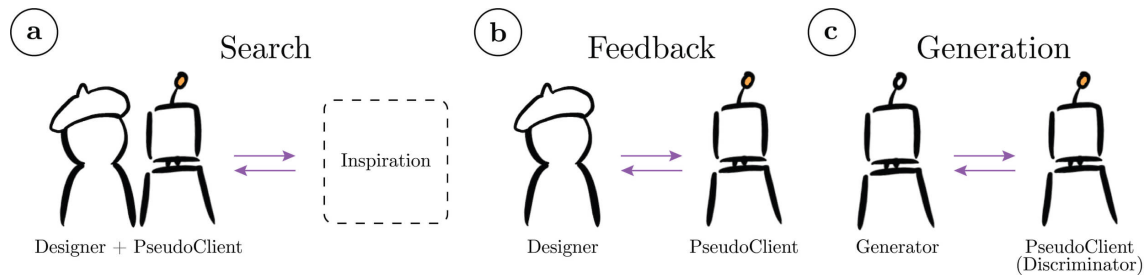 a
Search
Inspiration
Designer + PseudoClient
b
Feedback
Designer
PseudoClient
c
Generation
Generator
PseudoClient
(Discriminator)